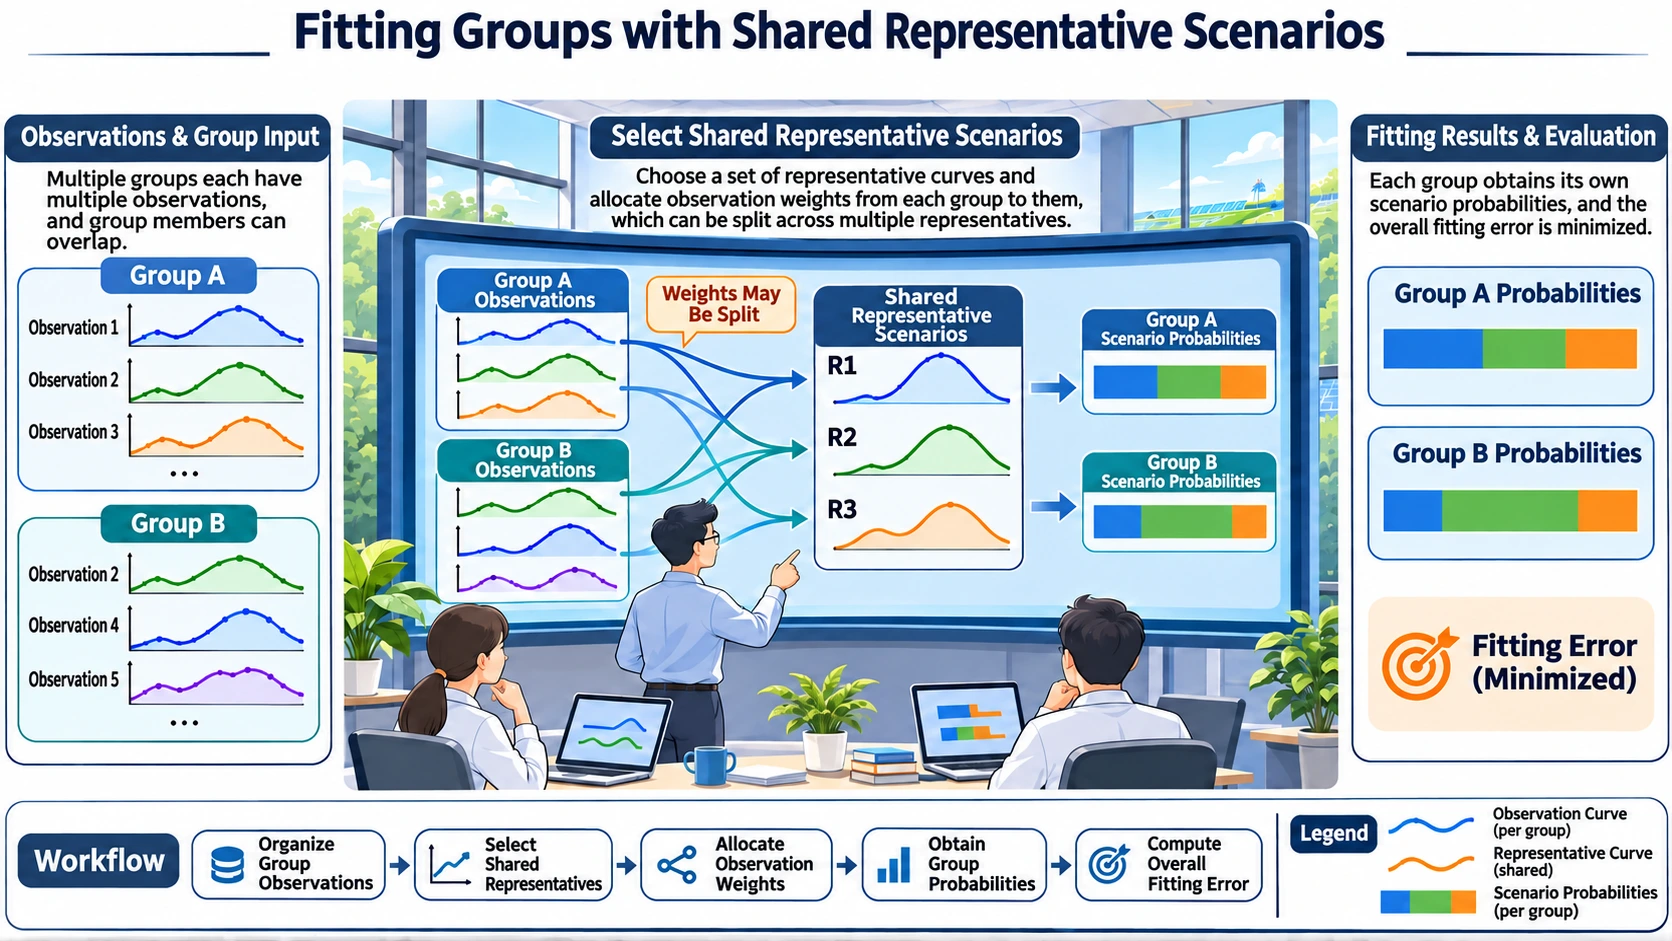 Fitting Groups with Shared Representative Scenarios
Observations & Group Input
Multiple groups each have
multiple observations,
and group members can
overlap.
Group A
Observation 1
Observation 2
Observation 3
...
Group B
Observation 2
Observation 4
Observation 5
...
Select Shared Representative Scenarios
Choose a set of representative curves and
allocate observation weights from each group to them,
which can be split across multiple representatives.
Group A
Observations
Weights May
Be Split
Group B
Observations
Shared
Representative
Scenarios
R1
R2
R3
Group A
Scenario Probabilities
Group B
Scenario Probabilities
Fitting Results & Evaluation
Each group obtains its own
scenario probabilities, and the
overall fitting error is minimized.
Group A Probabilities
Group B Probabilities
Fitting Error
(Minimized)
Workflow
Organize
Group
Observations
Select
Shared
Representatives
Allocate
Observation
Weights
Obtain
Group
Probabilities
Compute
Overall
Fitting Error
Legend
Observation Curve
(per group)
Representative Curve
(shared)
Scenario Probabilities
(per group)